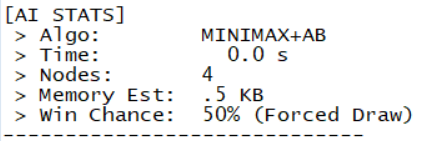 [AI STATS]
> Algo: MINIMAX+AB
> Time: 0.0 s
> Nodes: 4
> Memory Est: .5 KB
> Win Chance: 50% (Forced Draw)
-----------------------------